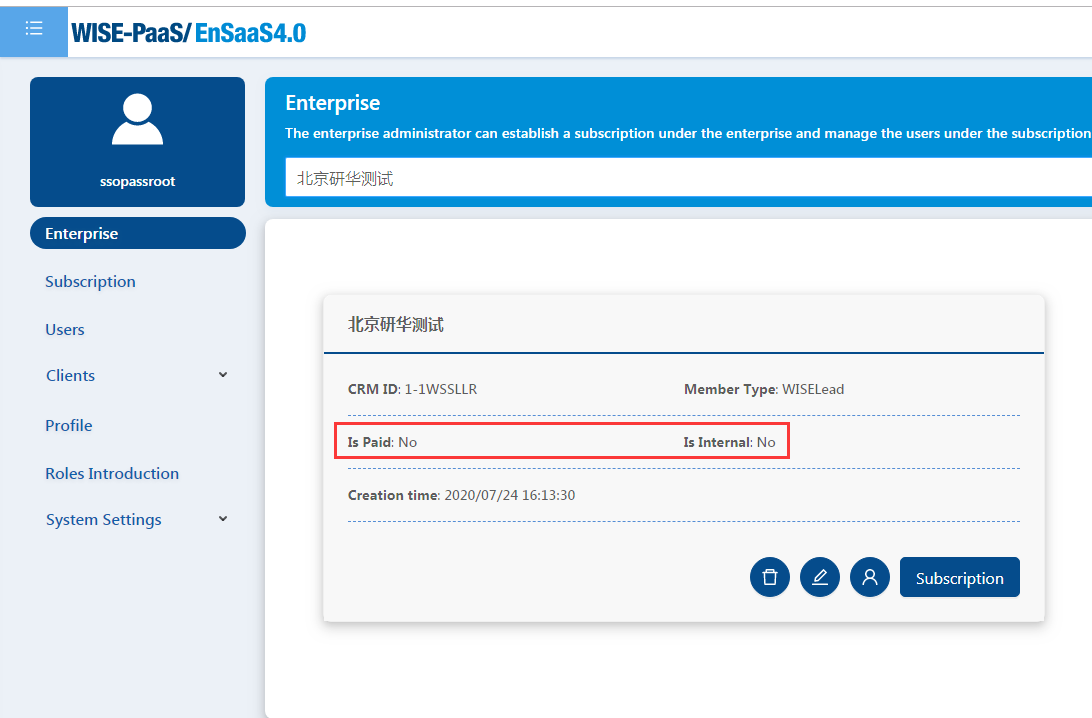 WISE-PaaS/EnSaaS4.0
ssopassroot
Enterprise
Subscription
Users
Clients
Profile
Roles Introduction
System Settings
Enterprise
The enterprise administrator can establish a subscription under the enterprise and manage the users under the subscription
北京研华测试
北京研华测试
CRM ID: 1-1WSSLLR Member Type: WISELead
Is Paid: No Is Internal: No
Creation time: 2020/07/24 16:13:30
Subscription